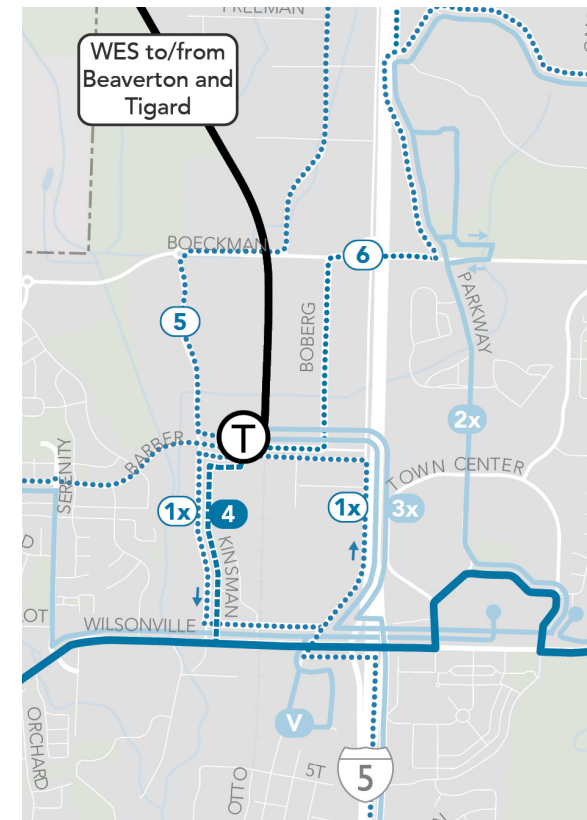 FREEMAN
WES to/from
Beaverton and
Tigard
BOECKMAN
6
5
BOBERG
PARKWAY
2x
T
BARBER
SERENITY
TOWN CENTER
1x
4
1x
3x
KINSMAN
WILSONVILLE
ORCHARD
V
5T
OTTO
5